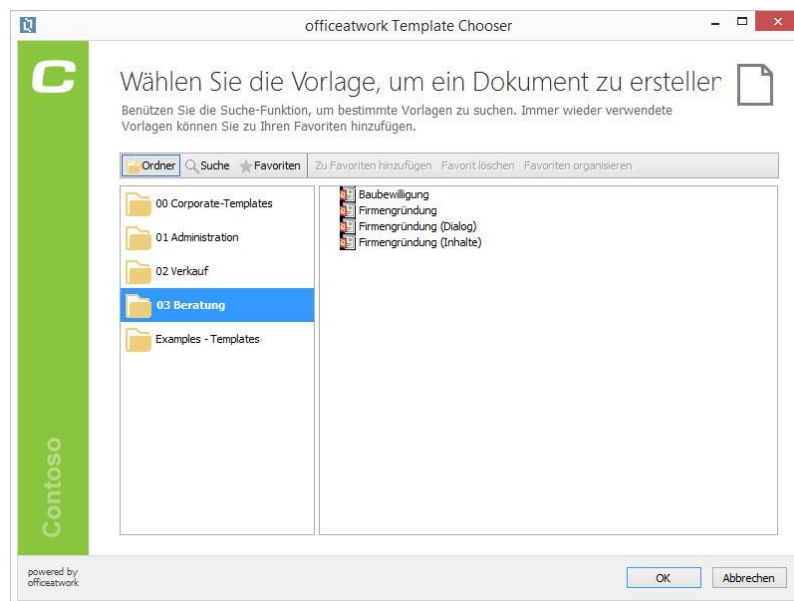 officeatwork Template Chooser
C
Wählen Sie die Vorlage, um ein Dokument zu erstellen
Benützen Sie die Suche-Funktion, um bestimmte Vorlagen zu suchen. Immer wieder verwendete
Vorlagen können Sie zu Ihren Favoriten hinzufügen.
Ordner Suche Favoriten Zu Favoriten hinzufügen Favorit löschen Favoriten organisieren
00 Corporate-Templates
01 Administration
02 Verkauf
03 Beratung
Examples - Templates
Baubewilligung
Firmengründung
Firmengründung (Dialog)
Firmengründung (Inhalte)
Contoso
powered by
officeatwork
OK Abbrechen